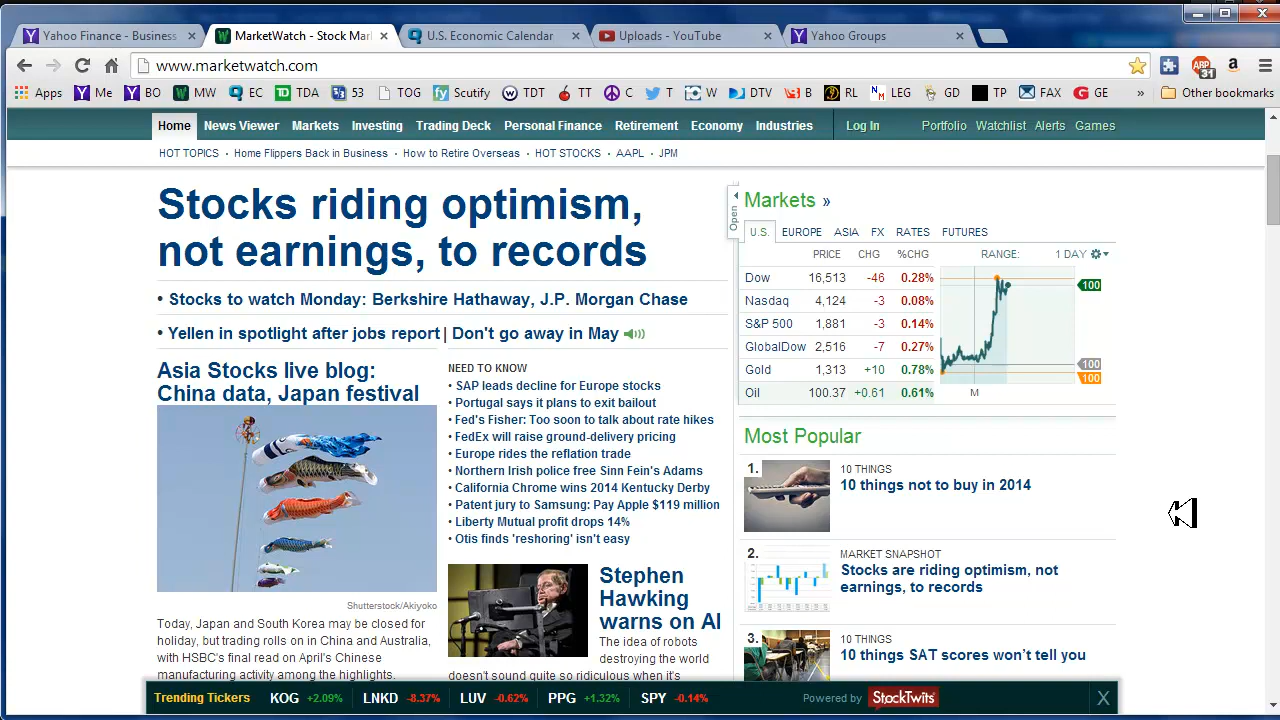 Yahoo Finance - Business
MarketWatch - Stock Mar
U.S. Economic Calendar
Uploads - YouTube
Yahoo Groups
www.marketwatch.com
ABP
31
Apps
Me
BO
MW
EC
TDA
53
TOG
Scutify
TDT
TT
C
T
W
DTV
B
RL
LEG
GD
TP
FAX
GE
»
Other bookmarks
Home
News Viewer
Markets
Investing
Trading Deck
Personal Finance
Retirement
Economy
Industries
Log In
Portfolio
Watchlist
Alerts
Games
HOT TOPICS · Home Flippers Back in Business · How to Retire Overseas · HOT STOCKS · AAPL · JPM
Stocks riding optimism,
not earnings, to records
• Stocks to watch Monday: Berkshire Hathaway, J.P. Morgan Chase
• Yellen in spotlight after jobs report | Don't go away in May
Asia Stocks live blog:
China data, Japan festival
Shutterstock/Akiyoko
Today, Japan and South Korea may be closed for
holiday, but trading rolls on in China and Australia,
with HSBC's final read on April's Chinese
manufacturing activity among the highlights.
NEED TO KNOW
• SAP leads decline for Europe stocks
• Portugal says it plans to exit bailout
• Fed's Fisher: Too soon to talk about rate hikes
• FedEx will raise ground-delivery pricing
• Europe rides the reflation trade
• Northern Irish police free Sinn Fein's Adams
• California Chrome wins 2014 Kentucky Derby
• Patent jury to Samsung: Pay Apple $119 million
• Liberty Mutual profit drops 14%
• Otis finds 'reshoring' isn't easy
Stephen
Hawking
warns on AI
The idea of robots
destroying the world
doesn't sound quite so ridiculous when it's
Open
Markets »
U.S. EUROPE ASIA FX RATES FUTURES
PRICE CHG %CHG RANGE: 1 DAY
Dow 16,513 -46 0.28%
Nasdaq 4,124 -3 0.08%
S&P 500 1,881 -3 0.14%
GlobalDow 2,516 -7 0.27%
Gold 1,313 +10 0.78%
Oil 100.37 +0.61 0.61%
100
100
100
M
Most Popular
1.
10 THINGS
10 things not to buy in 2014
2.
MARKET SNAPSHOT
Stocks are riding optimism, not
earnings, to records
3.
10 THINGS
10 things SAT scores won't tell you
Trending Tickers KOG +2.09% LNKD -8.37% LUV -0.62% PPG +1.32% SPY -0.14% Powered by STOCKTWITS X